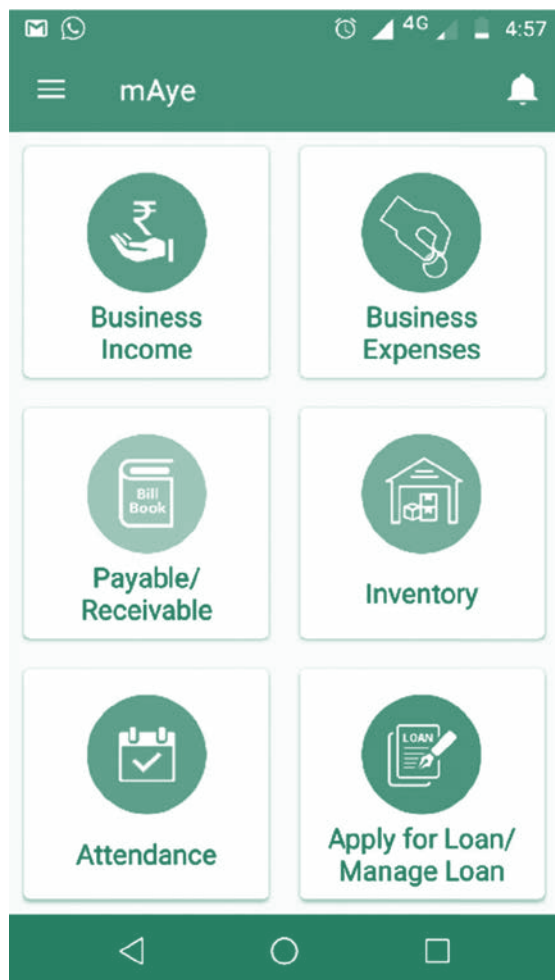 4G 4:57
mAye
₹
Business
Income
Business
Expenses
Bill
Book
Payable/
Receivable
Inventory
Attendance
LOAN
Apply for Loan/
Manage Loan